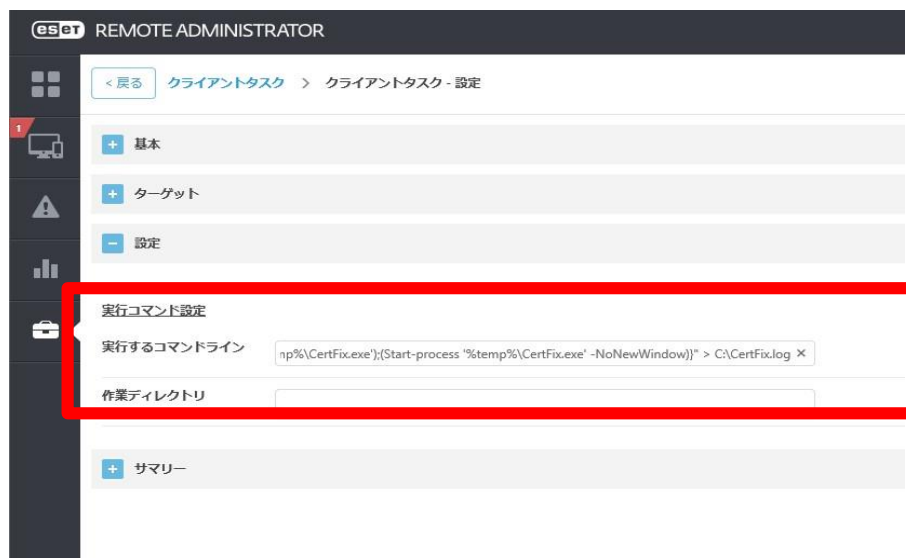 eset REMOTE ADMINISTRATOR
<戻る クライアントタスク > クライアントタスク - 設定
1
+ 基本
+ ターゲット
− 設定
実行コマンド設定
実行するコマンドライン np%\CertFix.exe');(Start-process '%temp%\CertFix.exe' -NoNewWindow)}" > C:\CertFix.log ×
作業ディレクトリ
+ サマリー